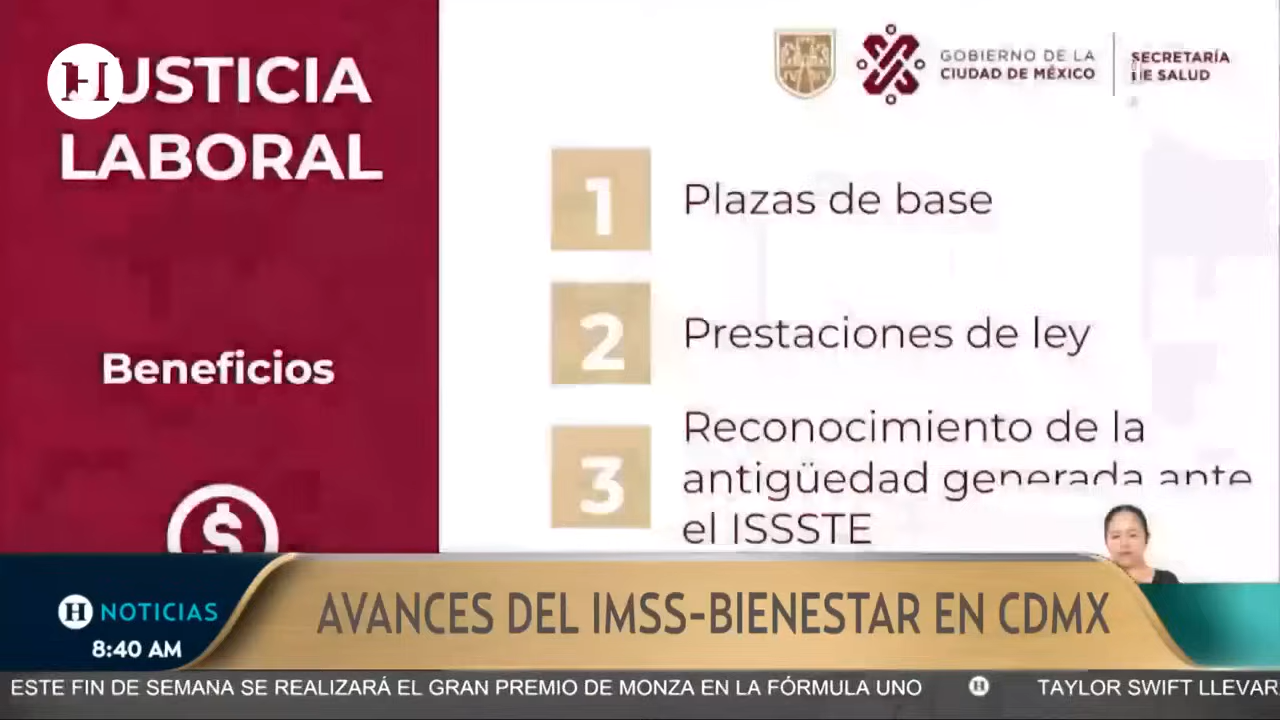 JUSTICIA
LABORAL
Beneficios
GOBIERNO DE LA
CIUDAD DE MÉXICO
SECRETARÍA
DE SALUD
1
Plazas de base
2
Prestaciones de ley
3
Reconocimiento de la
antigüedad generada ante
el ISSSTE
H NOTICIAS
8:40 AM
AVANCES DEL IMSS-BIENESTAR EN CDMX
ESTE FIN DE SEMANA SE REALIZARÁ EL GRAN PREMIO DE MONZA EN LA FÓRMULA UNO H TAYLOR SWIFT LLEVAR